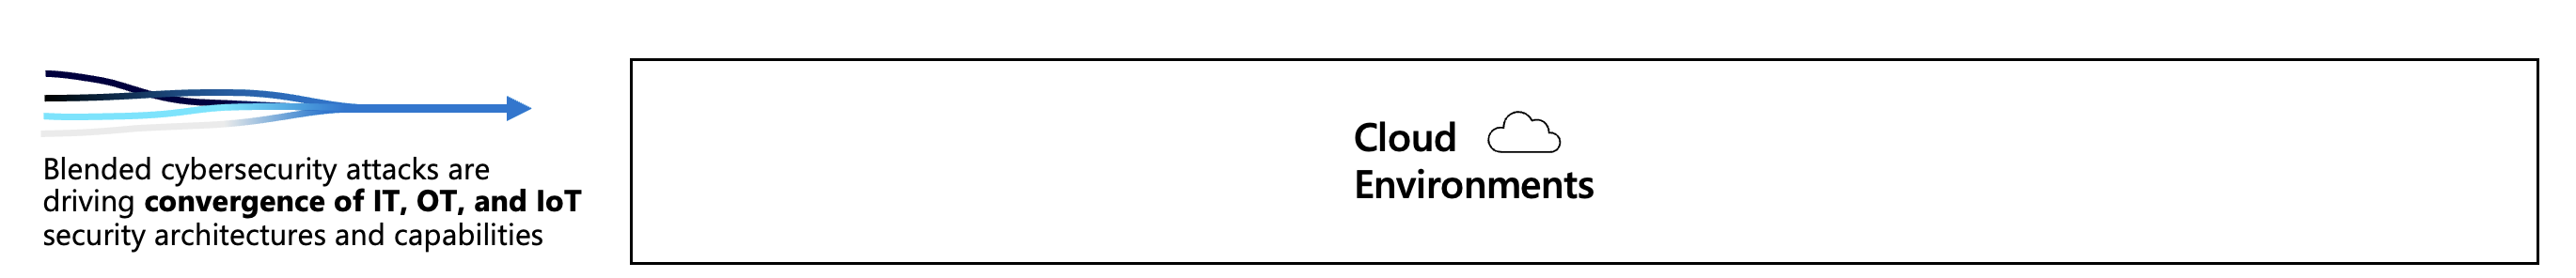 Blended cybersecurity attacks are
driving convergence of IT, OT, and IoT
security architectures and capabilities
Cloud
Environments